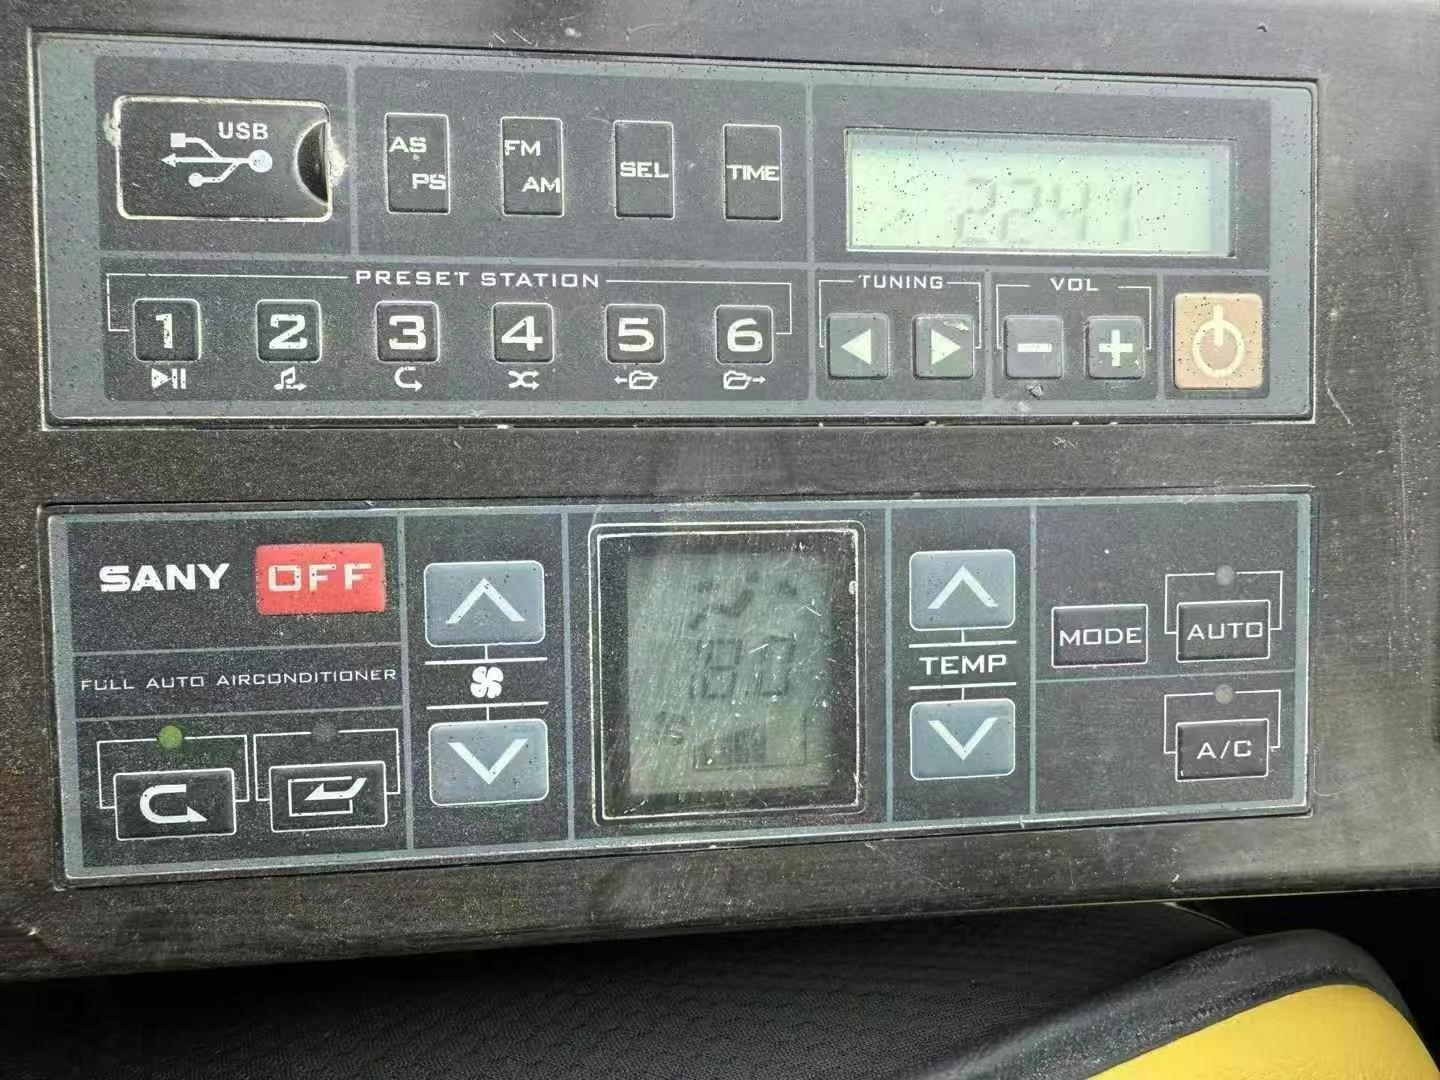 USB
AS PS
FM AM
SEL
TIME
2241
PRESET STATION
TUNING
VOL
1 2 3 4 5 6
- +
SANY OFF
FULL AUTO AIRCONDITIONER
TEMP
MODE
AUTO
A/C
18.0